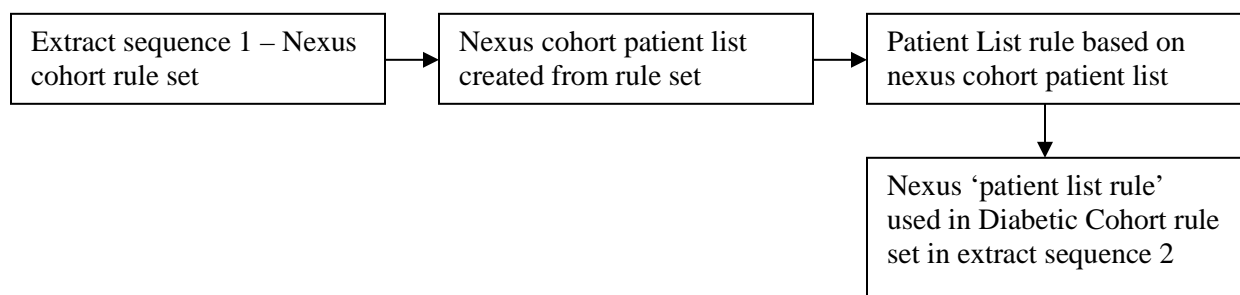 Extract sequence 1 – Nexus
cohort rule set
Nexus cohort patient list
created from rule set
Patient List rule based on
nexus cohort patient list
Nexus ‘patient list rule’
used in Diabetic Cohort rule
set in extract sequence 2